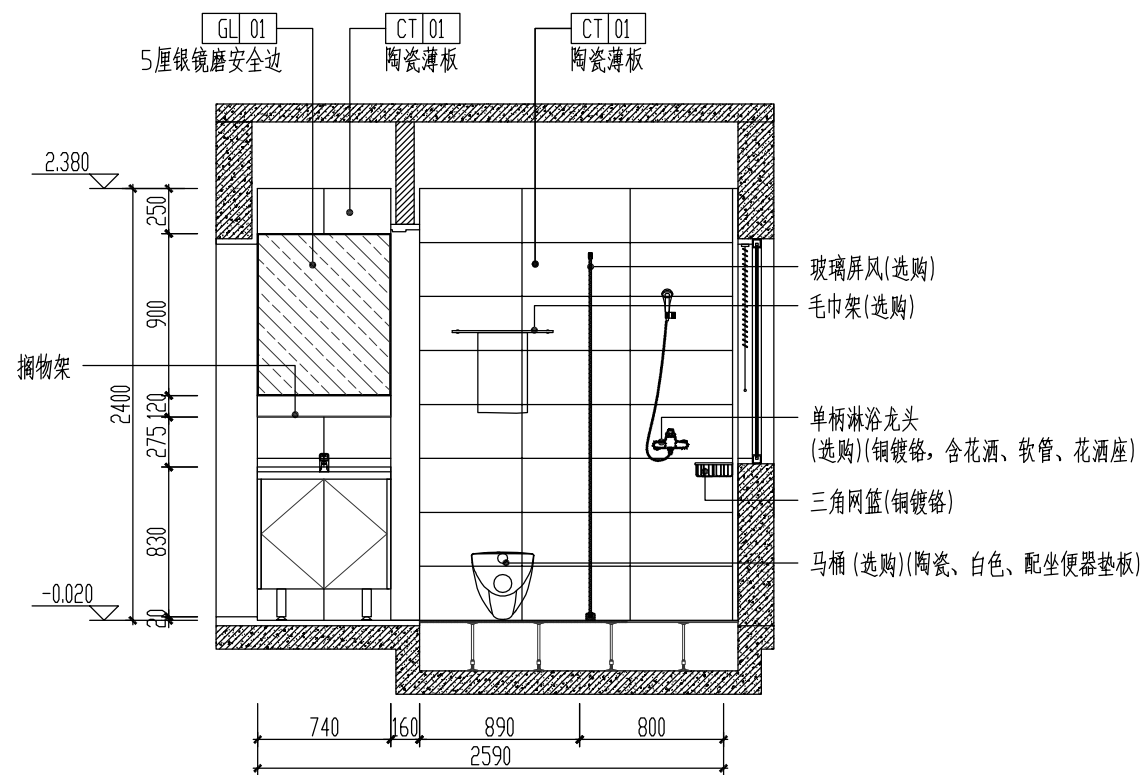 GL 01
5厘银镜磨安全边
CT 01
陶瓷薄板
CT 01
陶瓷薄板
2.380
250
900
搁物架
2400
120
275
830
-0.020
20
玻璃屏风(选购)
毛巾架(选购)
单柄淋浴龙头
(选购)(铜镀铬，含花洒、软管、花洒座)
三角网篮(铜镀铬)
马桶(选购)(陶瓷、白色、配坐便器垫板)
740
160
890
800
2590